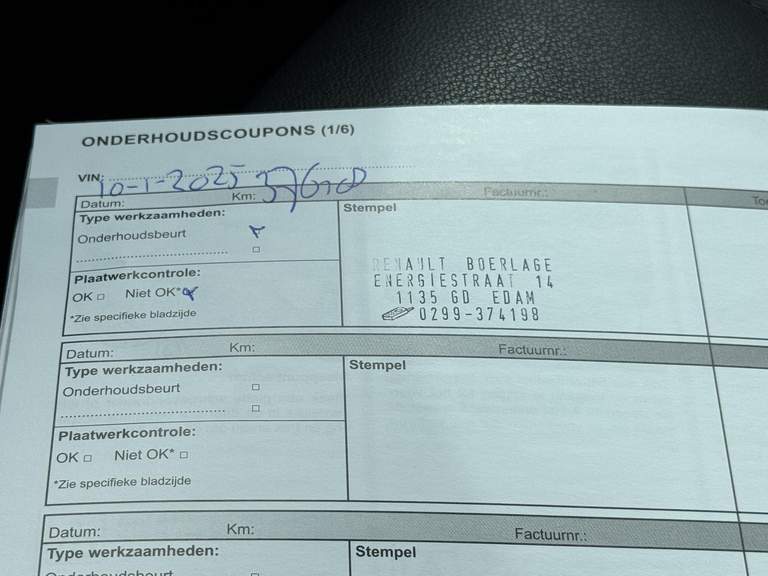 ONDERHOUDSCOUPONS (1/6)
VIN:
10-1-2025
Datum: Km: Factuurnr.:
Type werkzaamheden: Stempel
Onderhoudsbeurt
Plaatwerkcontrole:
OK Niet OK*
*Zie specifieke bladzijde
RENAULT BOERLAGE
ENERGIESTRAAT 14
1135 GD EDAM
0299-374198
Datum: Km: Factuurnr.:
Type werkzaamheden: Stempel
Onderhoudsbeurt
Plaatwerkcontrole:
OK Niet OK*
*Zie specifieke bladzijde
Datum: Km: Factuurnr.:
Type werkzaamheden: Stempel
Onderhoudsbeurt